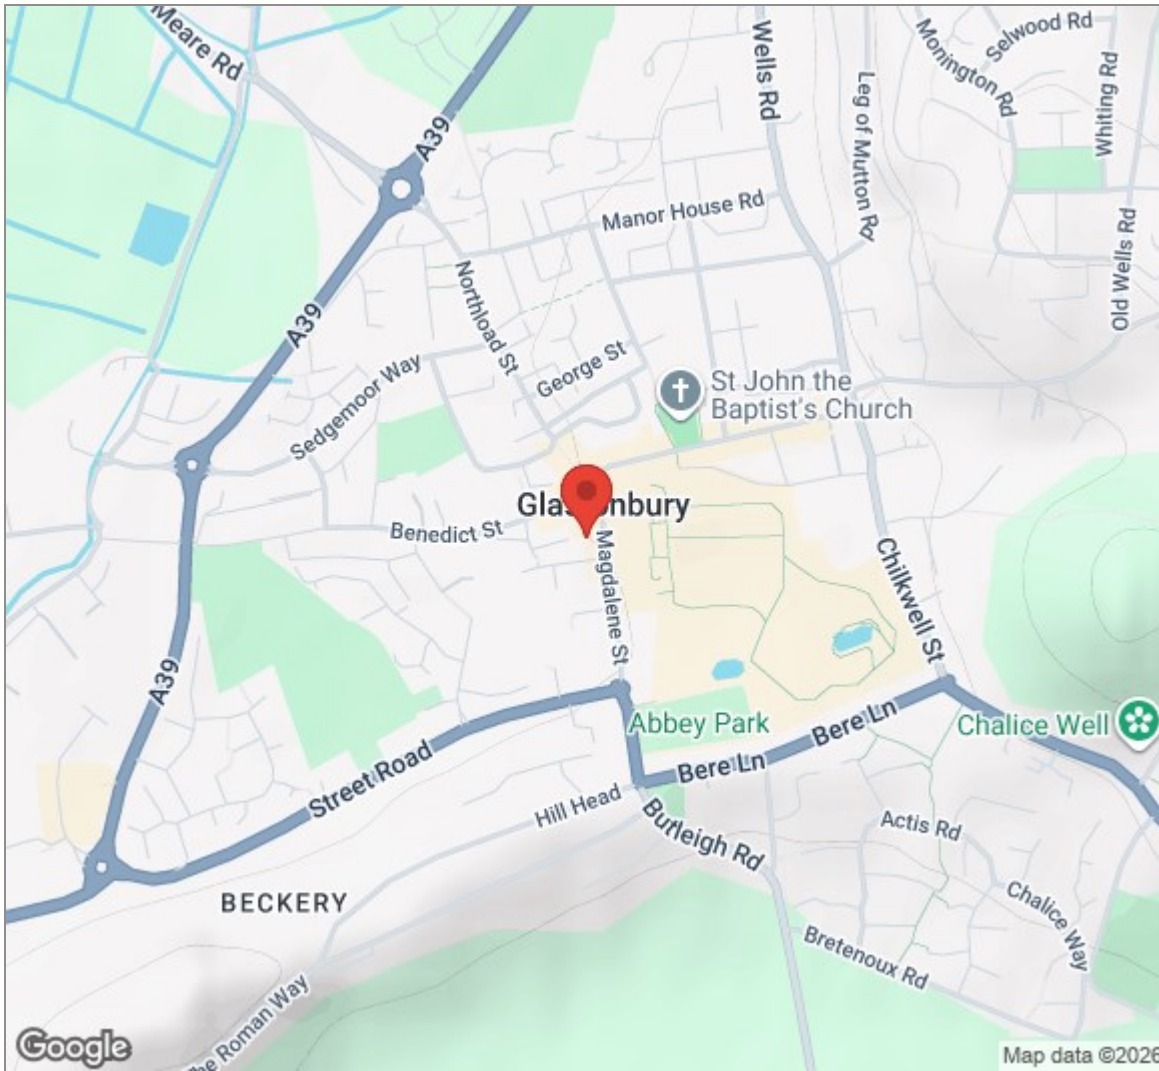 Meare Rd
A39
Wells Rd
Monington Rd
Selwood Rd
Whiting Rd
Leg of Mutton Rd
Manor House Rd
Old Wells Rd
Northload St
A39
George St
Sedgemoor Way
St John the
Baptist's Church
Glastonbury
Benedict St
Magdalene St
Chilkwell St
A39
Abbey Park
Bere Ln
Chalice Well
Bere Ln
Street Road
Hill Head
Butleigh Rd
Actis Rd
BECKERY
Chalice Way
Bretenoux Rd
The Roman Way
Google
Map data ©2026